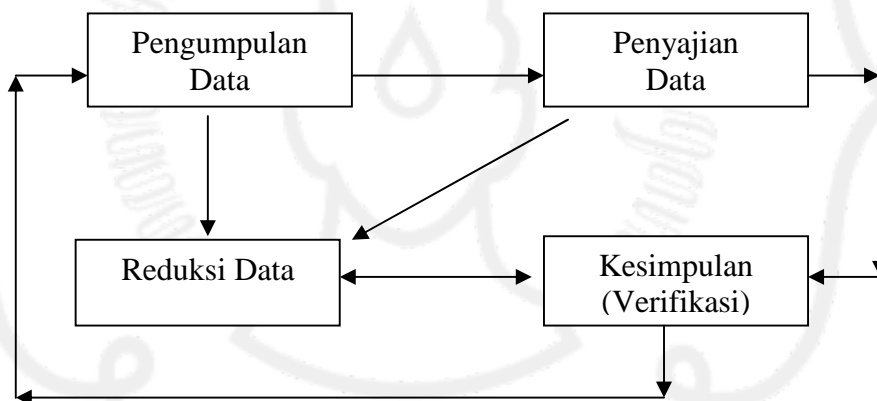 Pengumpulan
Data
Penyajian
Data
Reduksi Data
Kesimpulan
(Verifikasi)